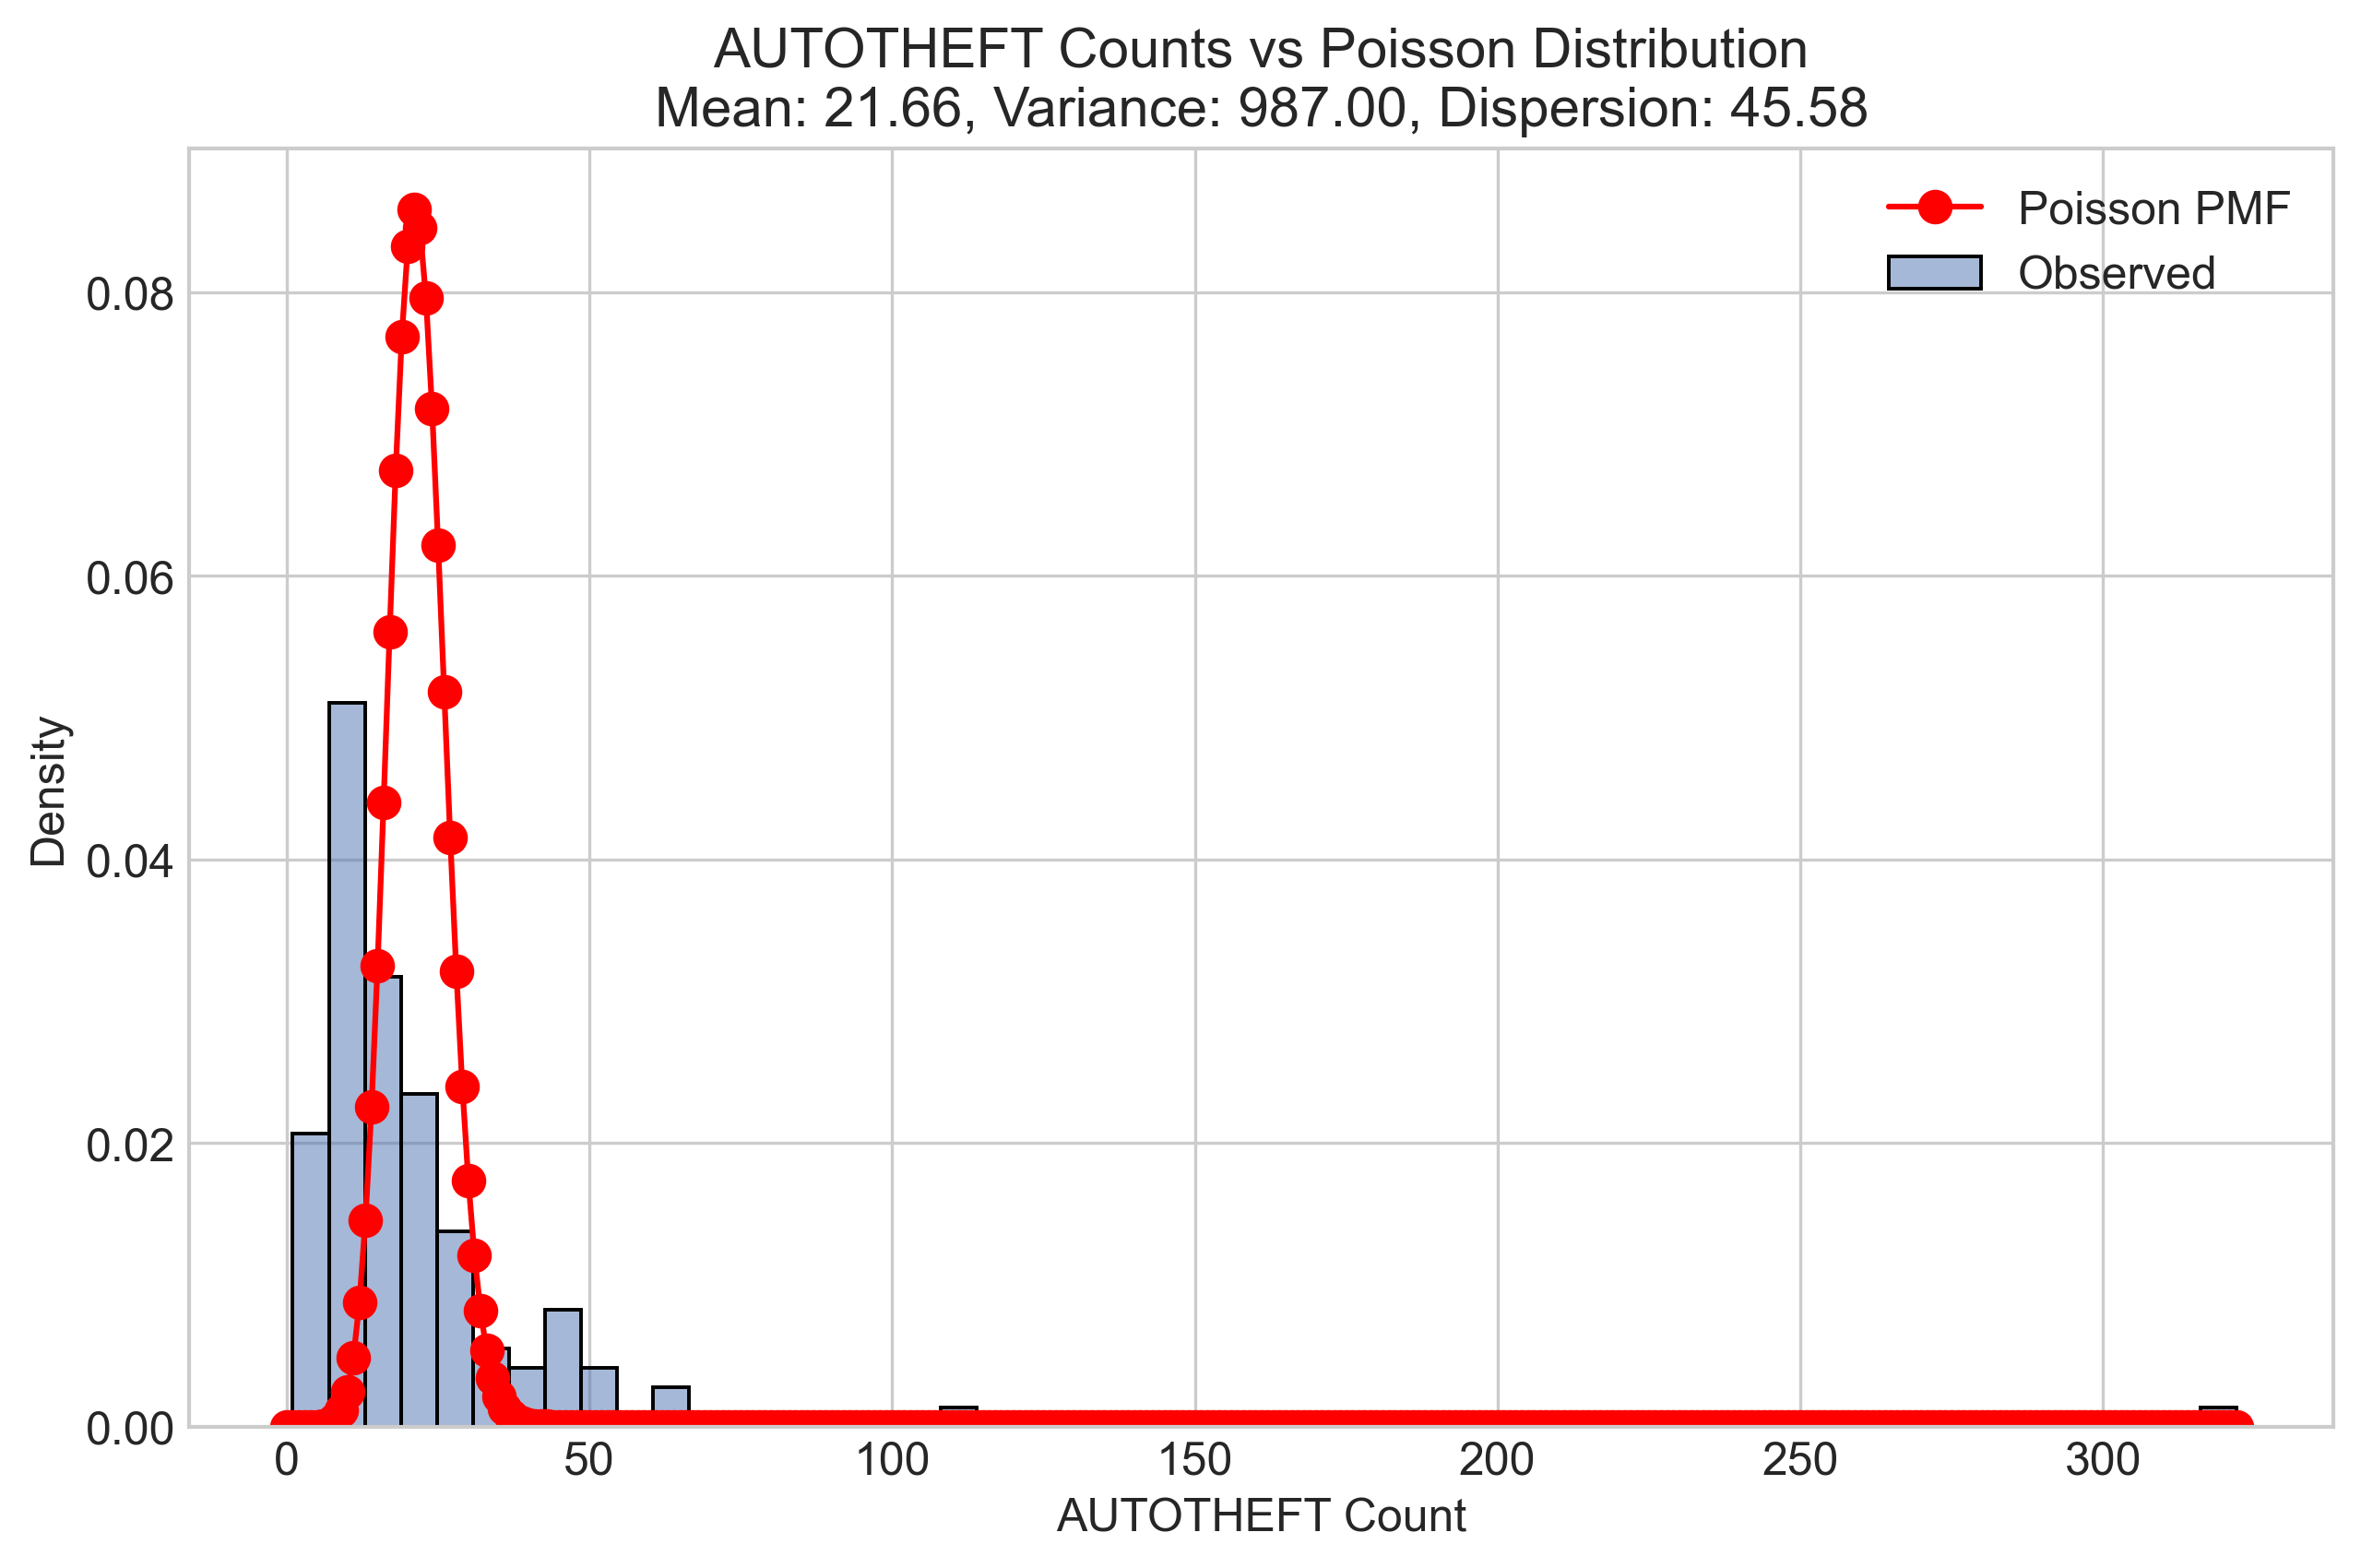 AUTOTHEFT Counts vs Poisson Distribution
Mean: 21.66, Variance: 987.00, Dispersion: 45.58
Poisson PMF
Observed
Density
0.08
0.06
0.04
0.02
0.00
0 50 100 150 200 250 300
AUTOTHEFT Count